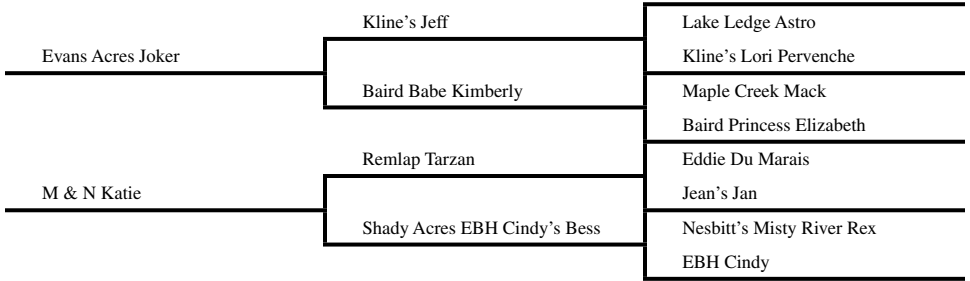 Kline's Jeff
Lake Ledge Astro
Evans Acres Joker
Kline's Lori Pervenche
Baird Babe Kimberly
Maple Creek Mack
Baird Princess Elizabeth
Remlap Tarzan
Eddie Du Marais
M & N Katie
Jean's Jan
Shady Acres EBH Cindy's Bess
Nesbitt's Misty River Rex
EBH Cindy